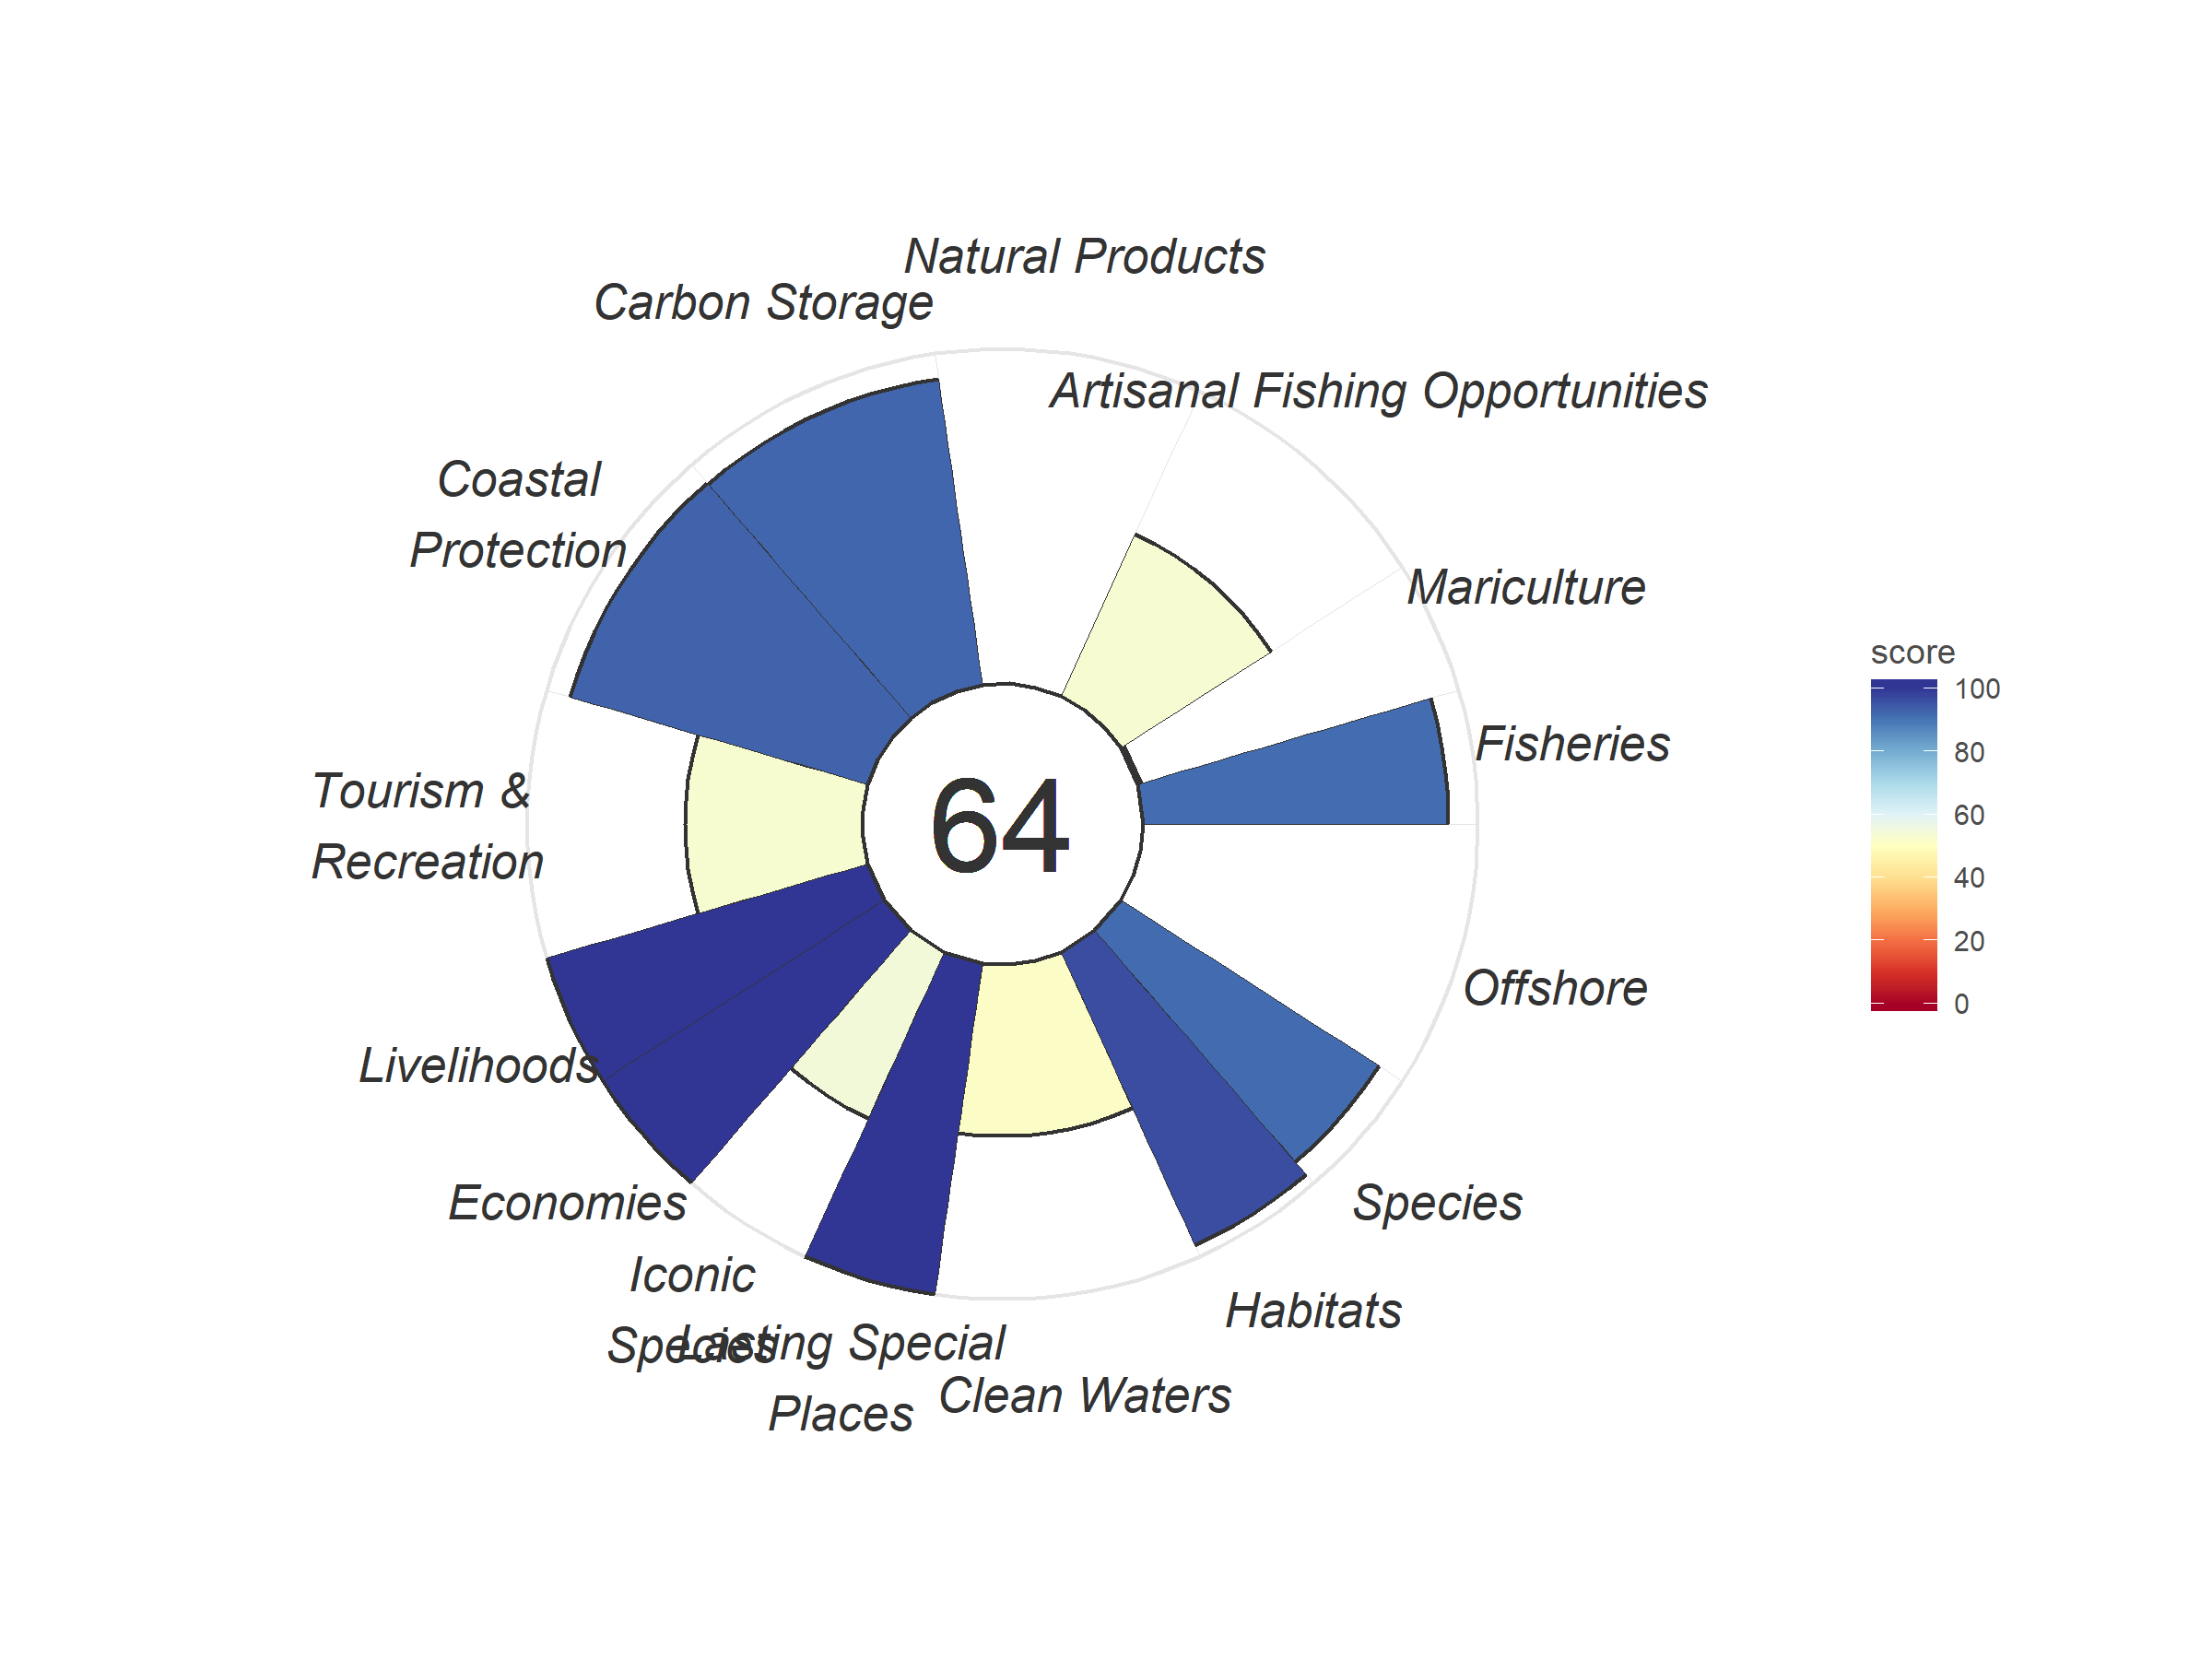 Natural Products
Carbon Storage
Artisanal Fishing Opportunities
Coastal
Protection
Mariculture
Fisheries
Tourism &
Recreation
64
Offshore
Livelihoods
Economies
Species
Iconic
Species
Habitats
Lasting Special
Places
Clean Waters
score
100
80
60
40
20
0